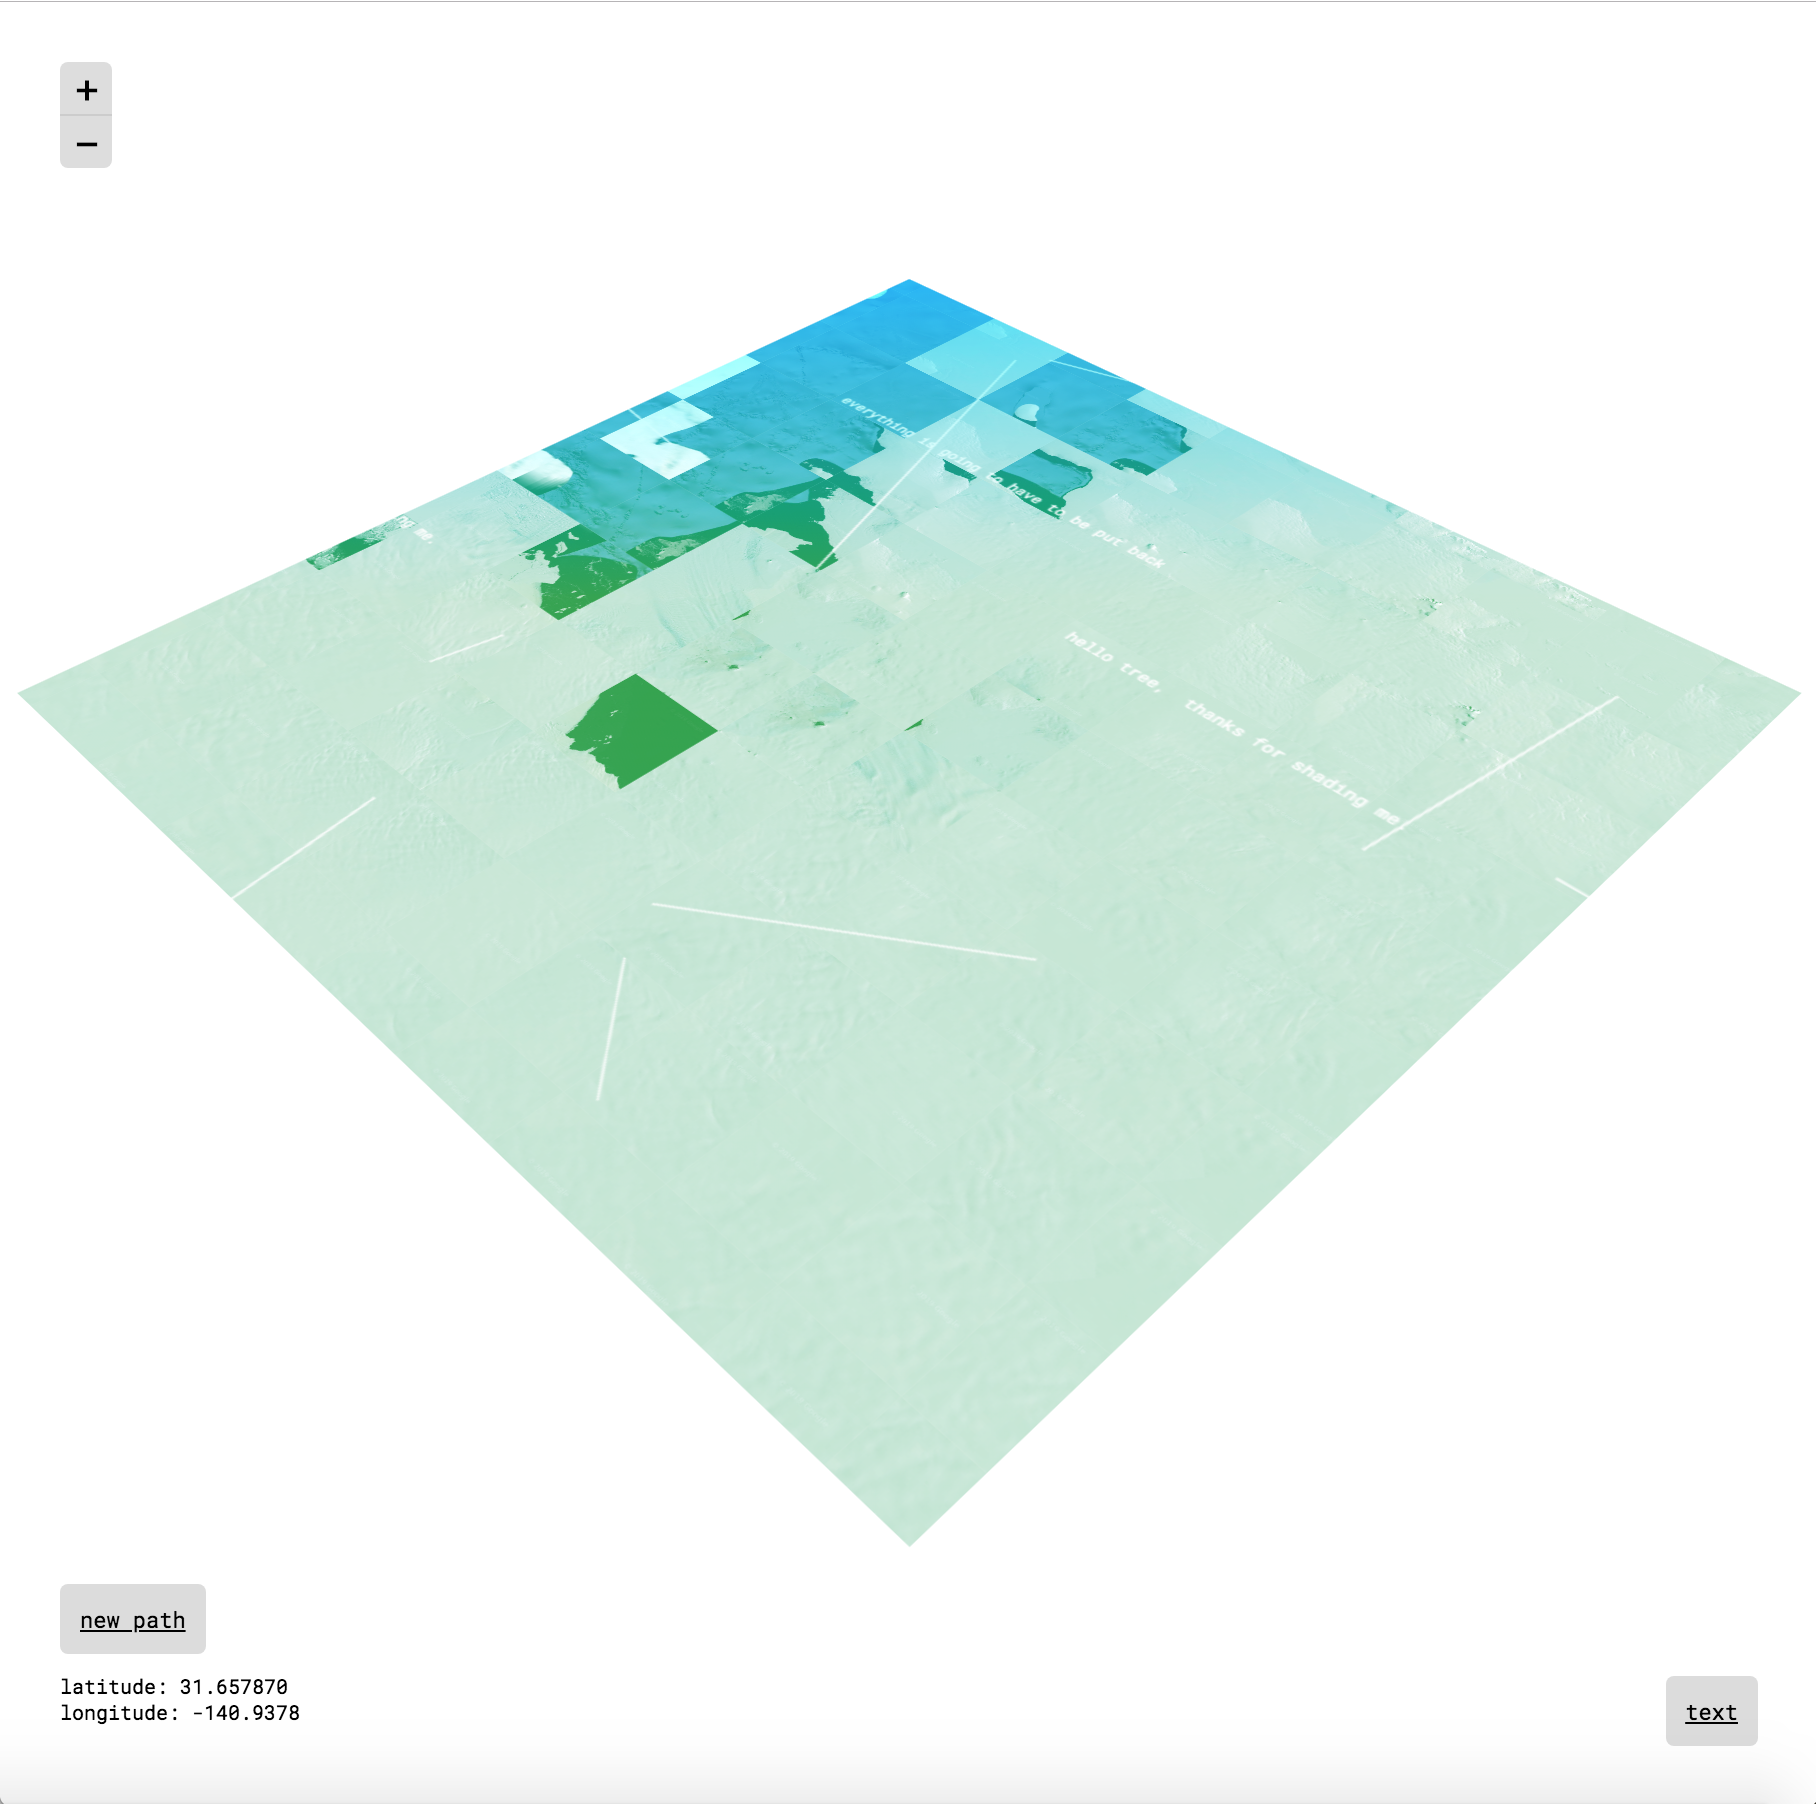 +
−
everything is going to have to be put back
ng me.
hello tree, thanks for shading me
new path
latitude: 31.657870
longitude: -140.9378
text